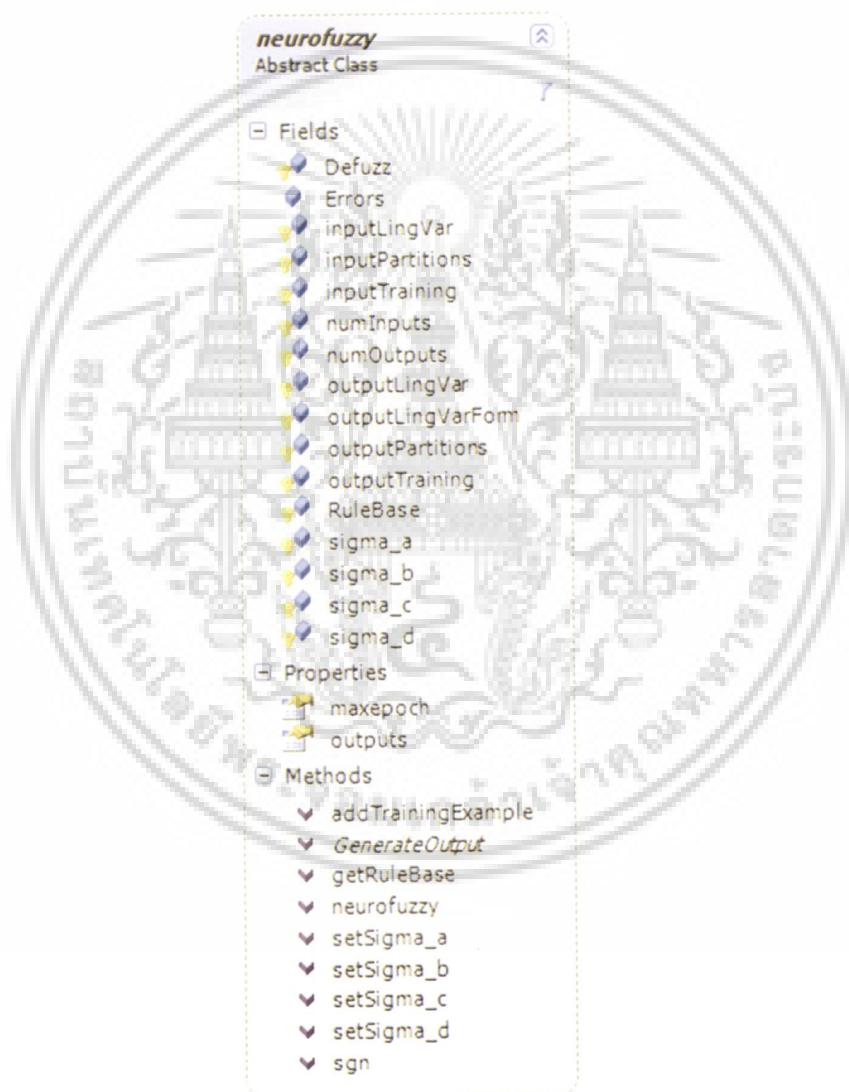 neurofuzzy
Abstract Class
Fields
Defuzz
Errors
inputLingVar
inputPartitions
inputTraining
numInputs
numOutputs
outputLingVar
outputLingVarForm
outputPartitions
outputTraining
RuleBase
sigma_a
sigma_b
sigma_c
sigma_d
Properties
maxepoch
outputs
Methods
addTrainingExample
GenerateOutput
getRuleBase
neurofuzzy
setSigma_a
setSigma_b
setSigma_c
setSigma_d
sgn